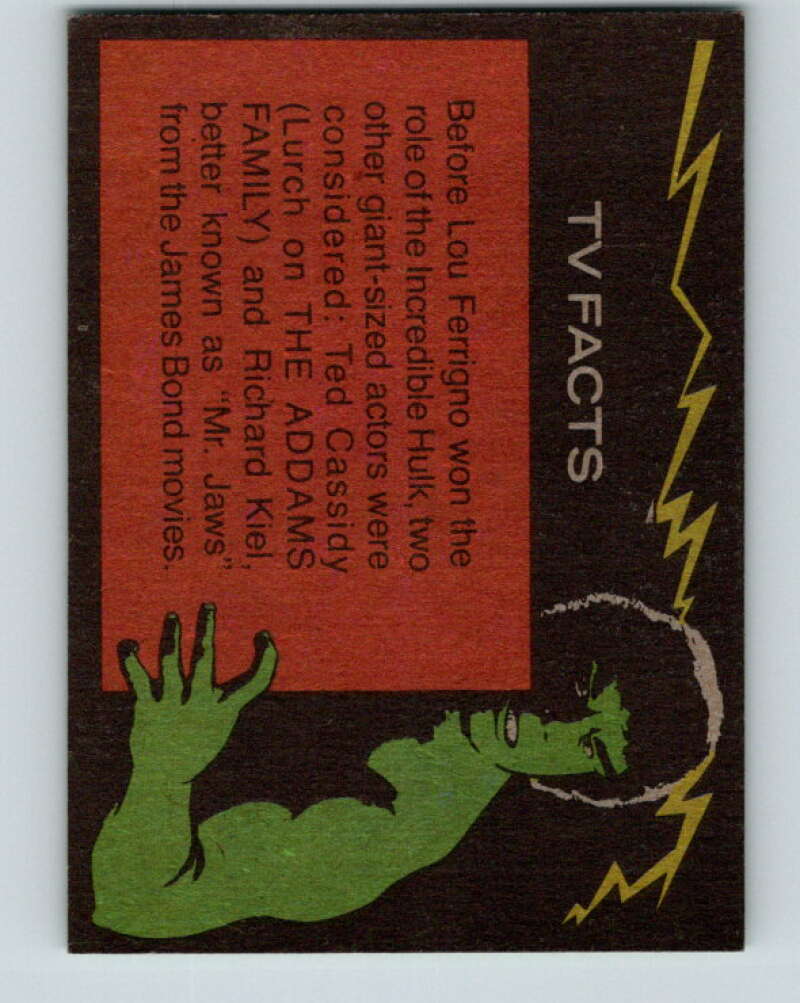 TV FACTS
Before Lou Ferrigno won the
role of the Incredible Hulk, two
other giant-sized actors were
considered: Ted Cassidy
(Lurch on THE ADDAMS
FAMILY) and Richard Kiel,
better known as "Mr. Jaws"
from the James Bond movies.